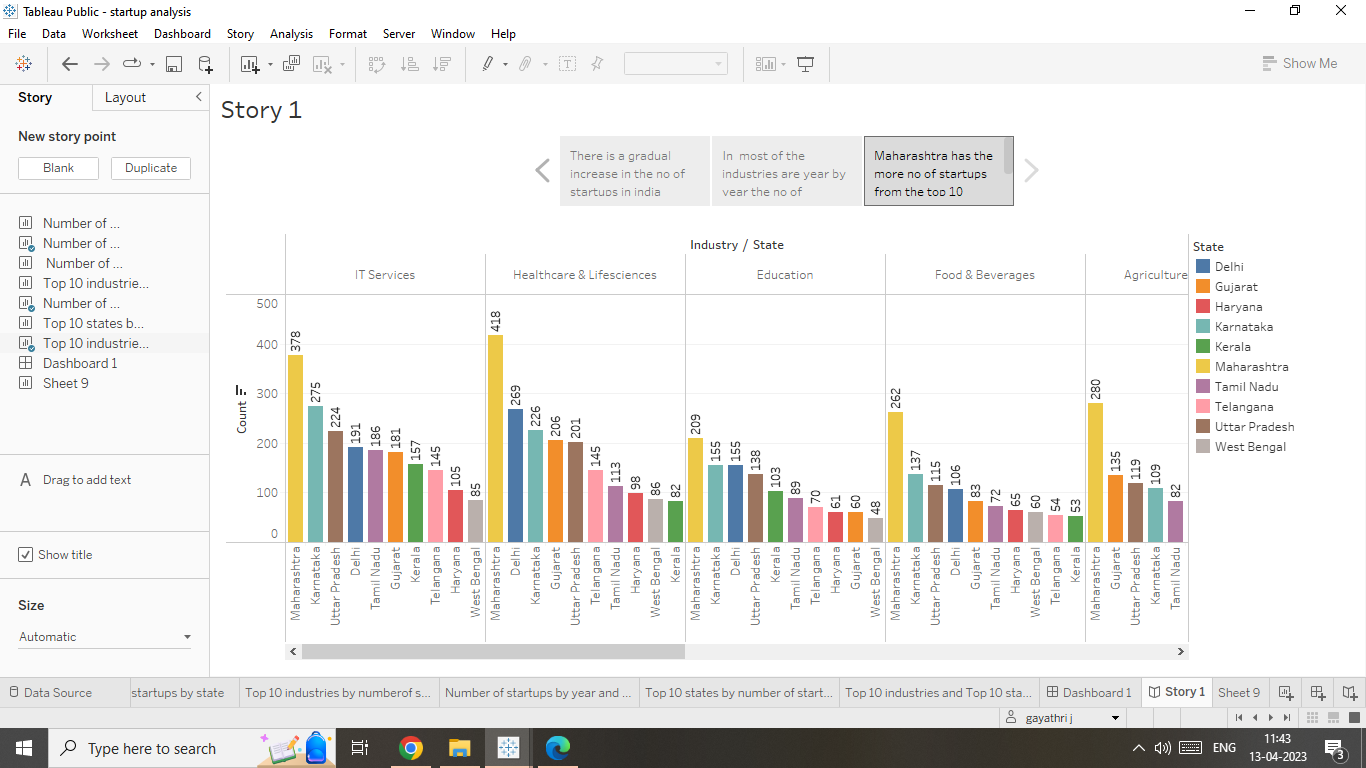 Tableau Public - startup analysis
File Data Worksheet Dashboard Story Analysis Format Server Window Help
Show Me
Story Layout
New story point
Blank Duplicate
Number of ...
Number of ...
Number of ...
Top 10 industrie...
Number of ...
Top 10 states b...
Top 10 industrie...
Dashboard 1
Sheet 9
A Drag to add text
Show title
Size
Automatic
Story 1
There is a gradual
increase in the no of
startups in india
In most of the
industries are year by
year the no of
Maharashtra has the
more no of startups
from the top 10
Industry / State
IT Services Healthcare & Lifesciences Education Food & Beverages Agriculture
Count
500
400
300
200
100
0
378 275 224 191 186 181 157 145 105 85
418 269 226 206 201 145 113 98 86 82
209 155 155 138 103 89 70 61 60 48
262 137 115 106 83 72 65 60 54 53
280 135 119 109 82
Maharashtra Karnataka Uttar Pradesh Delhi Tamil Nadu Gujarat Kerala Telangana Haryana West Bengal
Maharashtra Delhi Karnataka Gujarat Uttar Pradesh Telangana Tamil Nadu Haryana West Bengal Kerala
Maharashtra Karnataka Delhi Uttar Pradesh Kerala Tamil Nadu Telangana Haryana Gujarat West Bengal
Maharashtra Karnataka Uttar Pradesh Delhi Gujarat Tamil Nadu Haryana West Bengal Telangana Kerala
Maharashtra Gujarat Uttar Pradesh Karnataka Tamil Nadu
State
Delhi
Gujarat
Haryana
Karnataka
Kerala
Maharashtra
Tamil Nadu
Telangana
Uttar Pradesh
West Bengal
Data Source startups by state Top 10 industries by numberof s... Number of startups by year and ... Top 10 states by number of start... Top 10 industries and Top 10 sta... Dashboard 1 Story 1 Sheet 9
gayathri j
Type here to search
ENG
11:43
13-04-2023
3